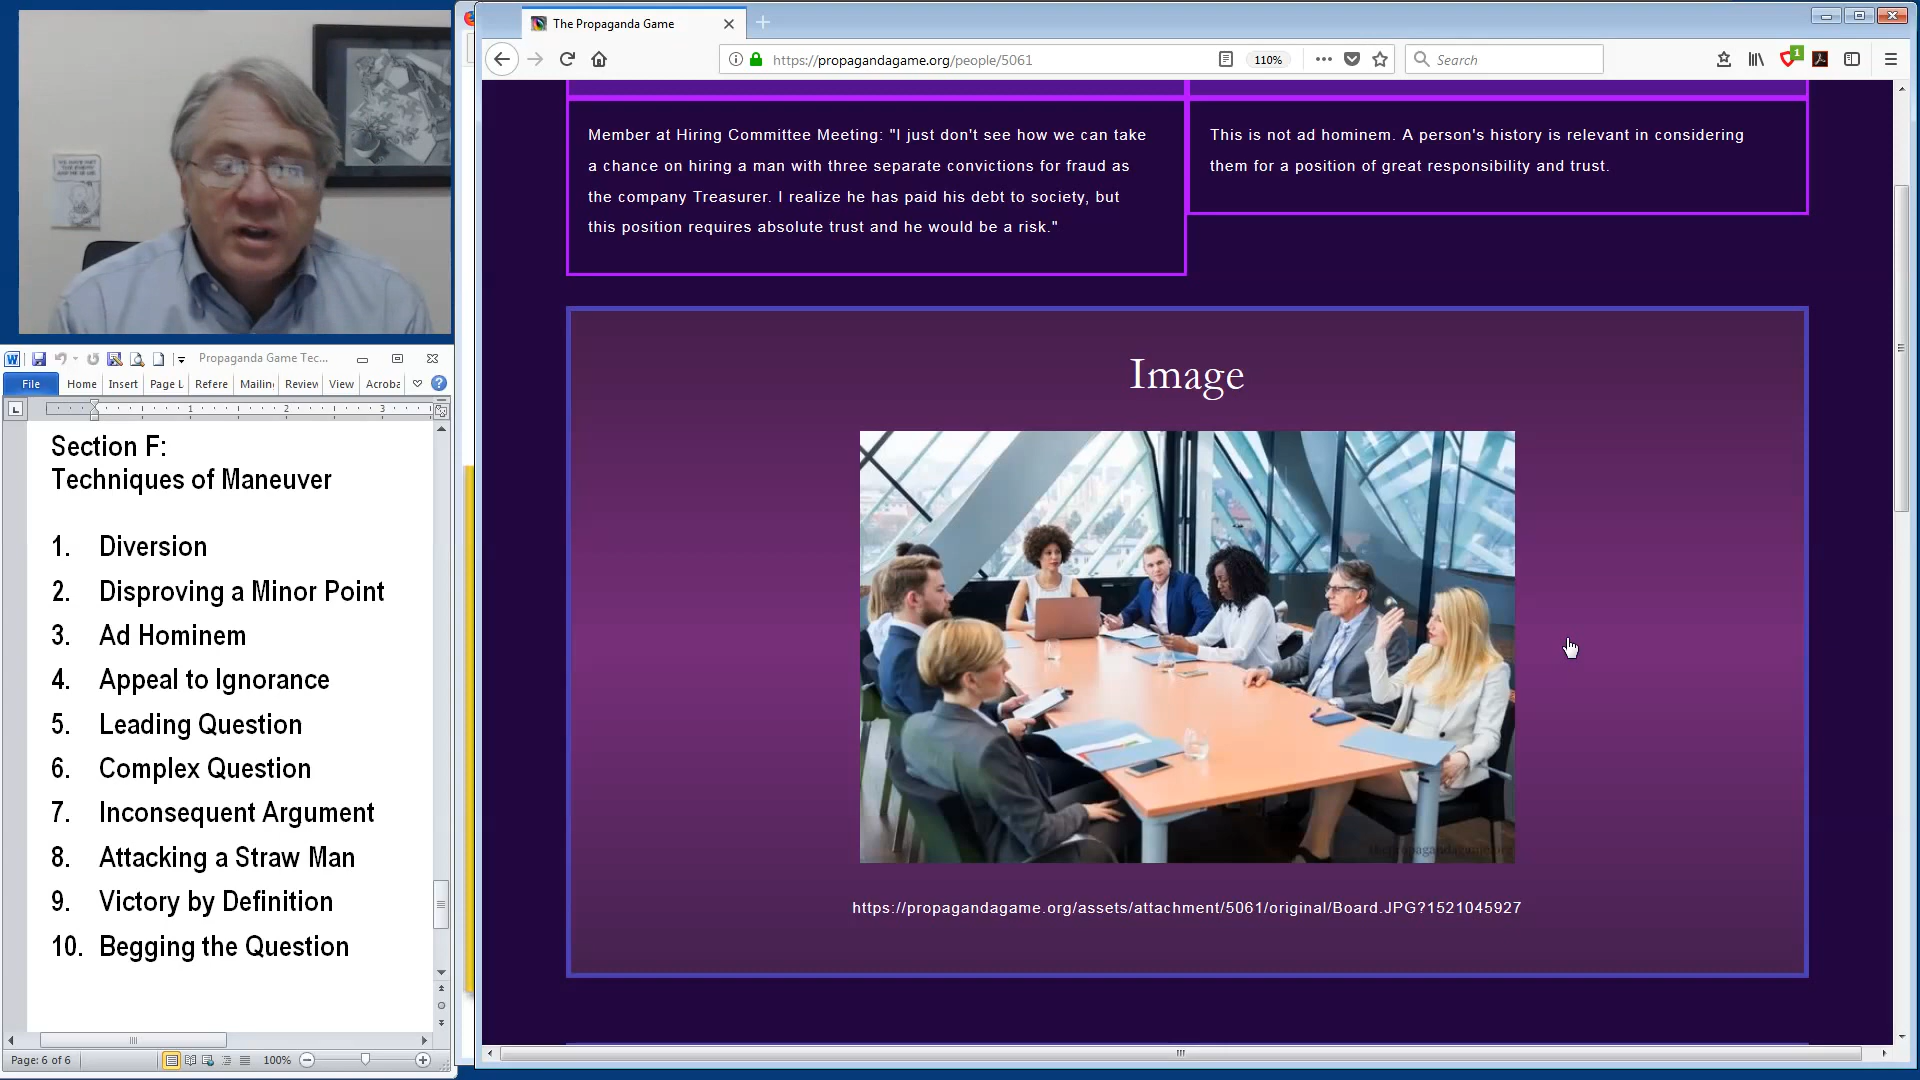 The Propaganda Game
https://propagandagame.org/people/5061
110%
Search
1
Member at Hiring Committee Meeting: "I just don't see how we can take
a chance on hiring a man with three separate convictions for fraud as
the company Treasurer. I realize he has paid his debt to society, but
this position requires absolute trust and he would be a risk."
This is not ad hominem. A person's history is relevant in considering
them for a position of great responsibility and trust.
Image
thepropagandagame.org
https://propagandagame.org/assets/attachment/5061/original/Board.JPG?1521045927
Propaganda Game Tec...
File Home Insert Page L Refere Mailin Review View Acroba
1 2 3
Section F:
Techniques of Maneuver
1. Diversion
2. Disproving a Minor Point
3. Ad Hominem
4. Appeal to Ignorance
5. Leading Question
6. Complex Question
7. Inconsequent Argument
8. Attacking a Straw Man
9. Victory by Definition
10. Begging the Question
Page: 6 of 6
100%